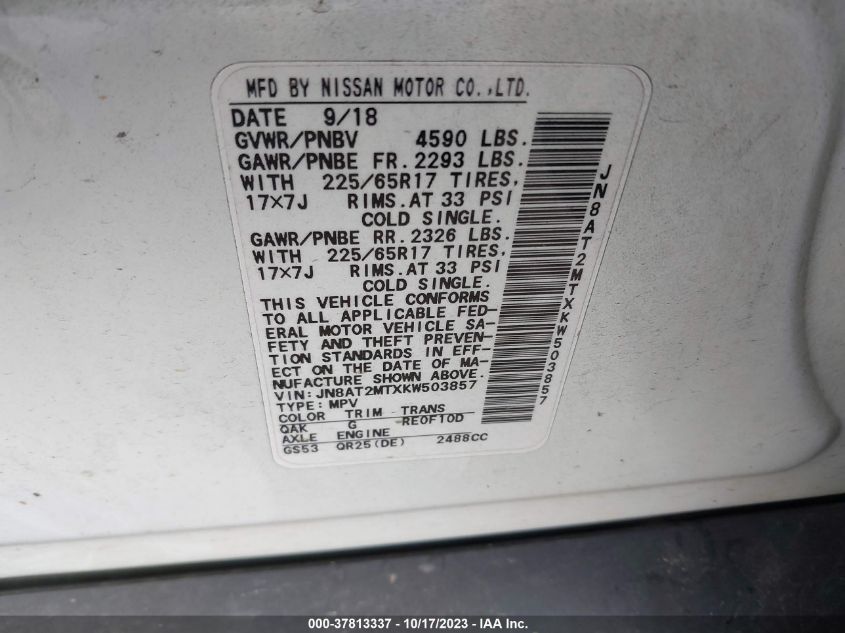 MFD BY NISSAN MOTOR CO.,LTD.
DATE 9/18
GVWR/PNBV 4590 LBS.
GAWR/PNBE FR. 2293 LBS.
WITH 225/65R17 TIRES,
17×7J RIMS.AT 33 PSI
COLD SINGLE.
GAWR/PNBE RR. 2326 LBS.
WITH 225/65R17 TIRES,
17×7J RIMS.AT 33 PSI
COLD SINGLE.
THIS VEHICLE CONFORMS
TO ALL APPLICABLE FED-
ERAL MOTOR VEHICLE SA-
FETY AND THEFT PREVEN-
TION STANDARDS IN EFF-
ECT ON THE DATE OF MA-
NUFACTURE SHOWN ABOVE.
VIN: JN8AT2MTXKW503857
TYPE: MPV
COLOR TRIM TRANS
QAK G RE0F10D
AXLE ENGINE
GS53 QR25(DE) 2488CC
JN8AT2MTXKW503857
000-37813337 - 10/17/2023 - IAA Inc.